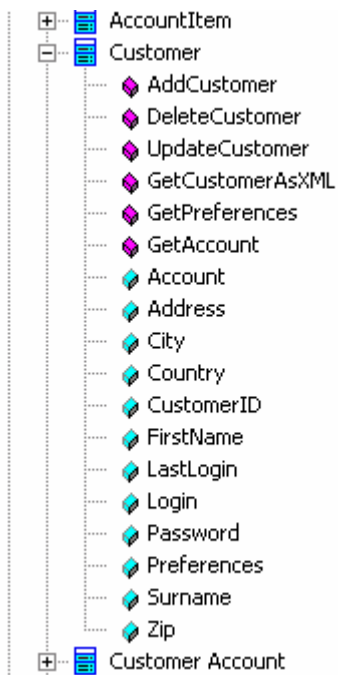 AccountItem
Customer
AddCustomer
DeleteCustomer
UpdateCustomer
GetCustomerAsXML
GetPreferences
GetAccount
Account
Address
City
Country
CustomerID
FirstName
LastLogin
Login
Password
Preferences
Surname
Zip
Customer Account